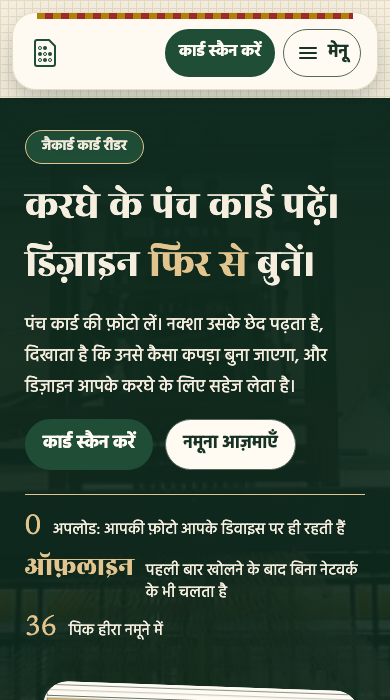 कार्ड स्कैन करें
मेनू
जैकार्ड कार्ड रीडर
करघे के पंच कार्ड पढ़ें।
डिज़ाइन फिर से बुनें।
पंच कार्ड की फ़ोटो लें। नक्शा उसके छेद पढ़ता है,
दिखाता है कि उनसे कैसा कपड़ा बुना जाएगा, और
डिज़ाइन आपके करघे के लिए सहेज लेता है।
कार्ड स्कैन करें
नमूना आज़माएँ
0 अपलोड: आपकी फ़ोटो आपके डिवाइस पर ही रहती हैं
ऑफ़लाइन पहली बार खोलने के बाद बिना नेटवर्क
के भी चलता है
36 पिक हीरा नमूने में